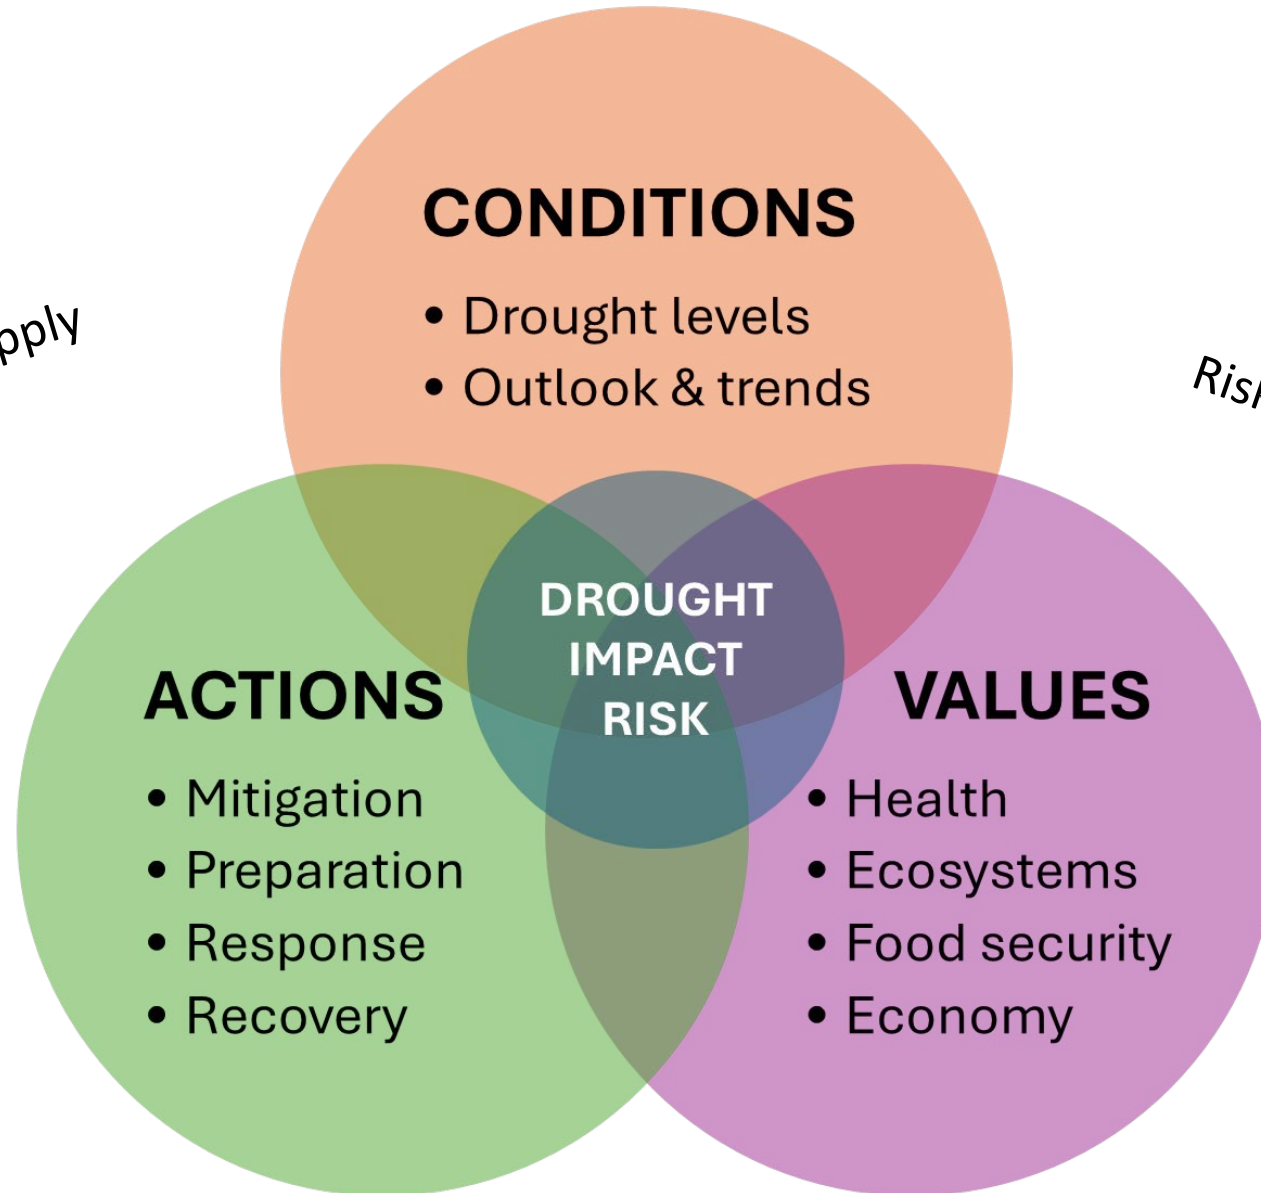 CONDITIONS
• Drought levels
• Outlook & trends
DROUGHT
IMPACT
RISK
ACTIONS
• Mitigation
• Preparation
• Response
• Recovery
VALUES
• Health
• Ecosystems
• Food security
• Economy